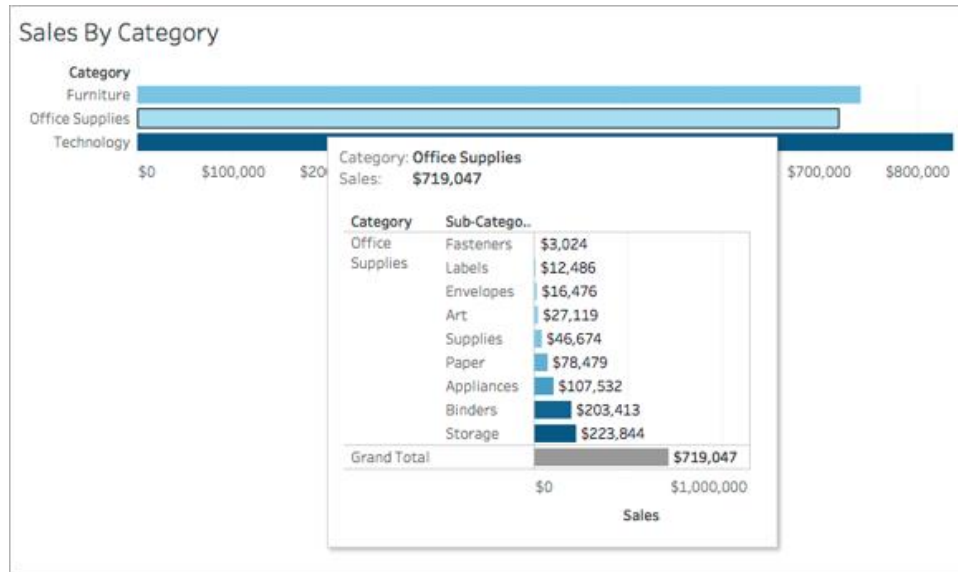 Sales By Category
Category
Furniture
Office Supplies
Technology
$0 $100,000 $700,000 $800,000
Category: Office Supplies
Sales: $719,047
Category Sub-Catego..
Office Supplies
Fasteners $3,024
Labels $12,486
Envelopes $16,476
Art $27,119
Supplies $46,674
Paper $78,479
Appliances $107,532
Binders $203,413
Storage $223,844
Grand Total $719,047
$0 $1,000,000
Sales